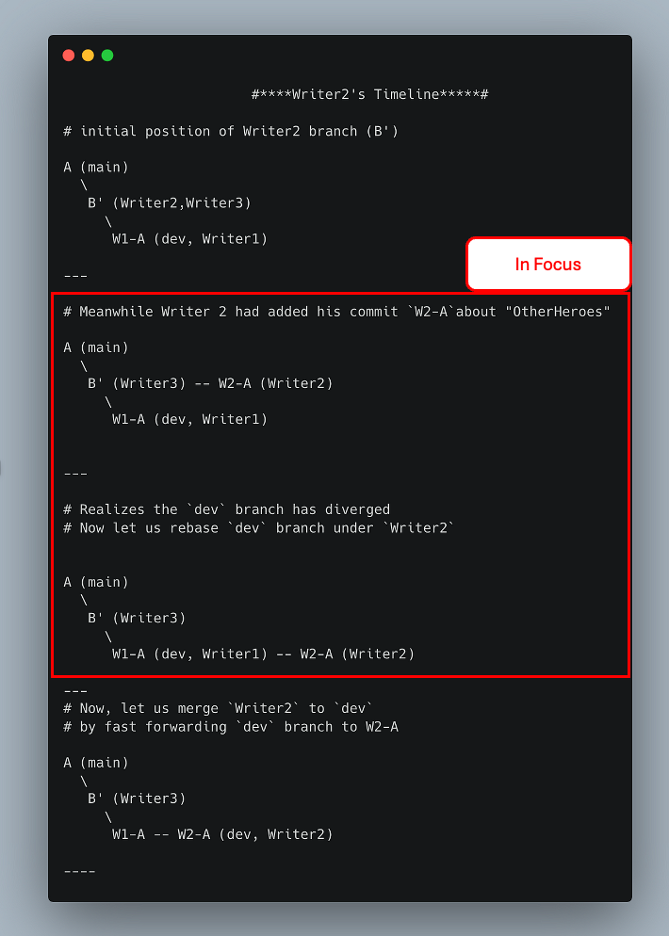 #****Writer2's Timeline*****#
# initial position of Writer2 branch (B')
A (main)
\
B' (Writer2,Writer3)
\
W1-A (dev, Writer1)
---
In Focus
# Meanwhile Writer 2 had added his commit `W2-A`about "OtherHeroes"
A (main)
\
B' (Writer3) -- W2-A (Writer2)
\
W1-A (dev, Writer1)
---
# Realizes the `dev` branch has diverged
# Now let us rebase `dev` branch under `Writer2`
A (main)
\
B' (Writer3)
\
W1-A (dev, Writer1) -- W2-A (Writer2)
---
# Now, let us merge `Writer2` to `dev`
# by fast forwarding `dev` branch to W2-A
A (main)
\
B' (Writer3)
\
W1-A -- W2-A (dev, Writer2)
----